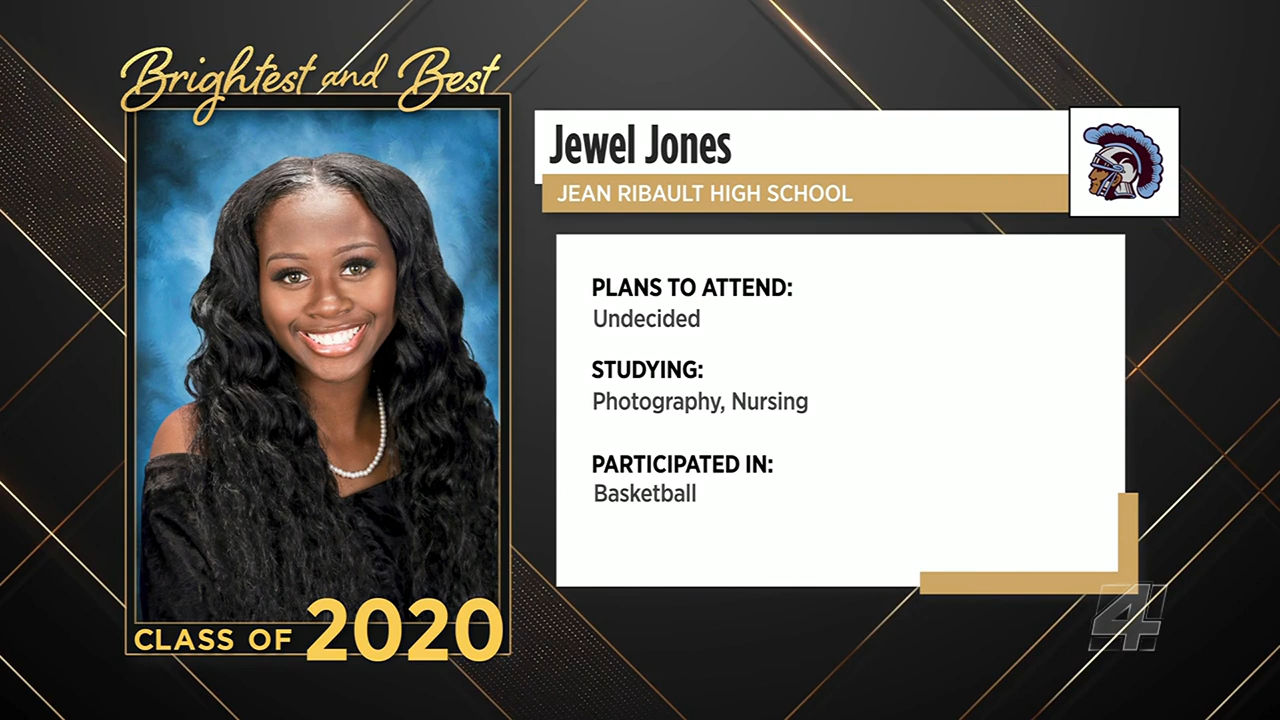 Brightest and Best
Jewel Jones
JEAN RIBAULT HIGH SCHOOL
PLANS TO ATTEND:
Undecided
STUDYING:
Photography, Nursing
PARTICIPATED IN:
Basketball
CLASS OF 2020
4